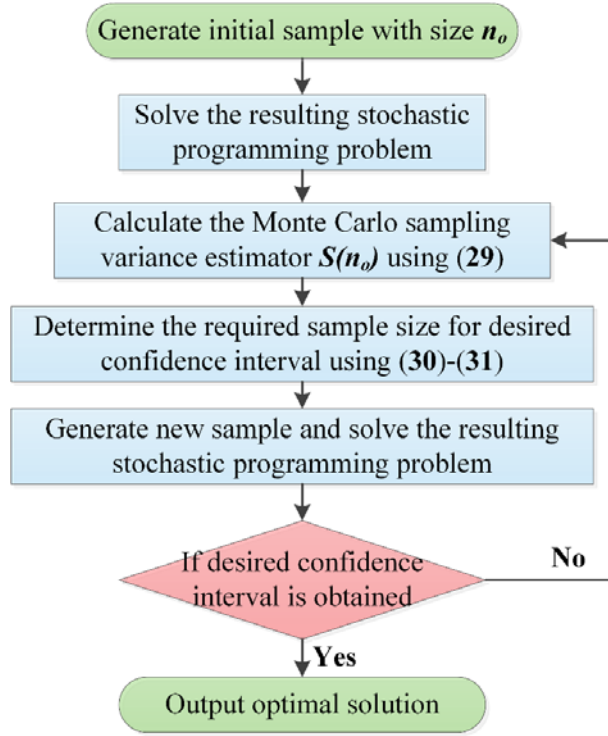 Generate initial sample with size n_o
Solve the resulting stochastic
programming problem
Calculate the Monte Carlo sampling
variance estimator S(n_o) using (29)
Determine the required sample size for desired
confidence interval using (30)-(31)
Generate new sample and solve the resulting
stochastic programming problem
If desired confidence
interval is obtained
No
Yes
Output optimal solution